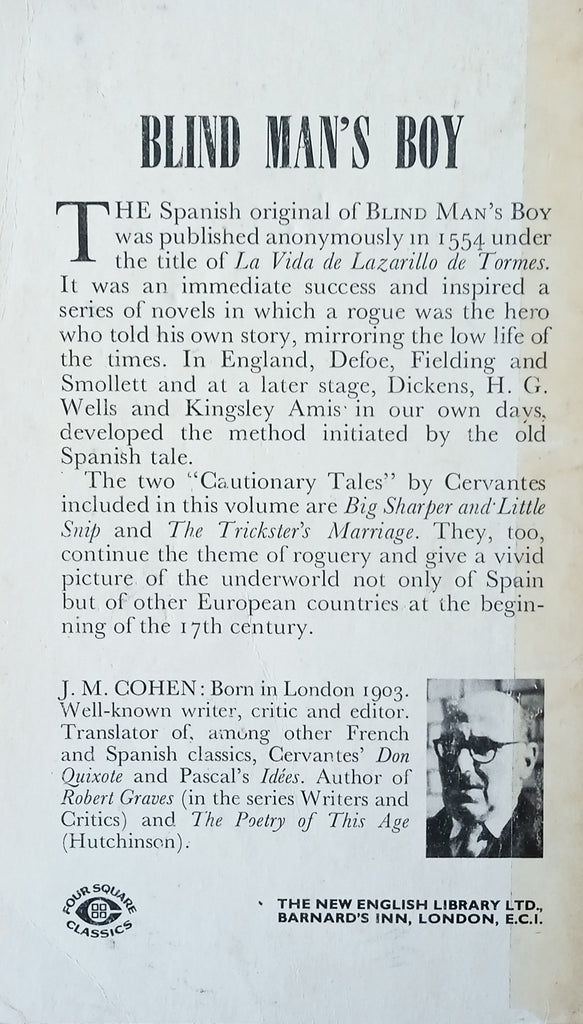 BLIND MAN'S BOY
THE Spanish original of BLIND MAN'S BOY
was published anonymously in 1554 under
the title of La Vida de Lazarillo de Tormes.
It was an immediate success and inspired a
series of novels in which a rogue was the hero
who told his own story, mirroring the low life of
the times. In England, Defoe, Fielding and
Smollett and at a later stage, Dickens, H. G.
Wells and Kingsley Amis in our own days,
developed the method initiated by the old
Spanish tale.
The two "Cautionary Tales" by Cervantes
included in this volume are Big Sharper and Little
Snip and The Trickster's Marriage. They, too,
continue the theme of roguery and give a vivid
picture of the underworld not only of Spain
but of other European countries at the begin-
ning of the 17th century.
J. M. COHEN: Born in London 1903.
Well-known writer, critic and editor.
Translator of, among other French
and Spanish classics, Cervantes' Don
Quixote and Pascal's Idées. Author of
Robert Graves (in the series Writers and
Critics) and The Poetry of This Age
(Hutchinson).
FOUR SQUARE
CLASSICS
THE NEW ENGLISH LIBRARY LTD.,
BARNARD'S INN, LONDON, E.C.1.